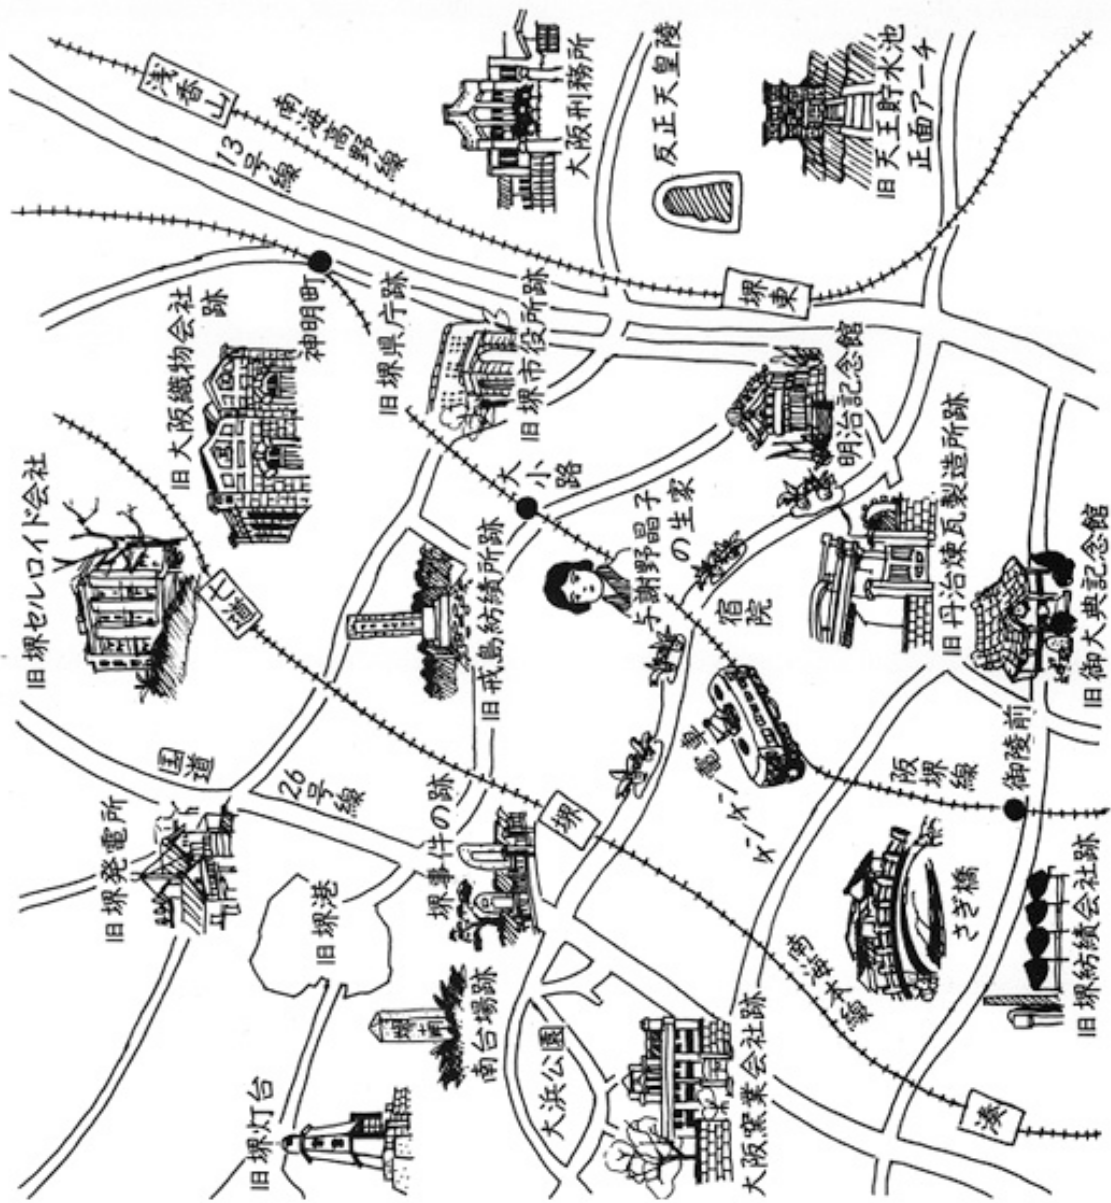 旧堺セルロイド会社
旧大阪織物会社
跡
浅香山
南海高野線
13号線
大阪刑務所
反正天皇陵
旧天王貯水池
正面アーチ
神明町
旧堺県庁跡
旧堺市役所跡
堺東
七道
国道
26号線
旧堺発電所
旧戎島紡績所跡
大小路
与謝野晶子
の生家
明治記念館
宿院
旧丹治煉瓦製造所跡
旧堺港
堺事件の跡
堺
チンチン電車
阪堺線
御陵前
旧御大典記念館
旧堺灯台
南台場跡
大浜公園
大阪窯業会社跡
南海本線
さぎ橋
旧堺紡績会社跡
湊